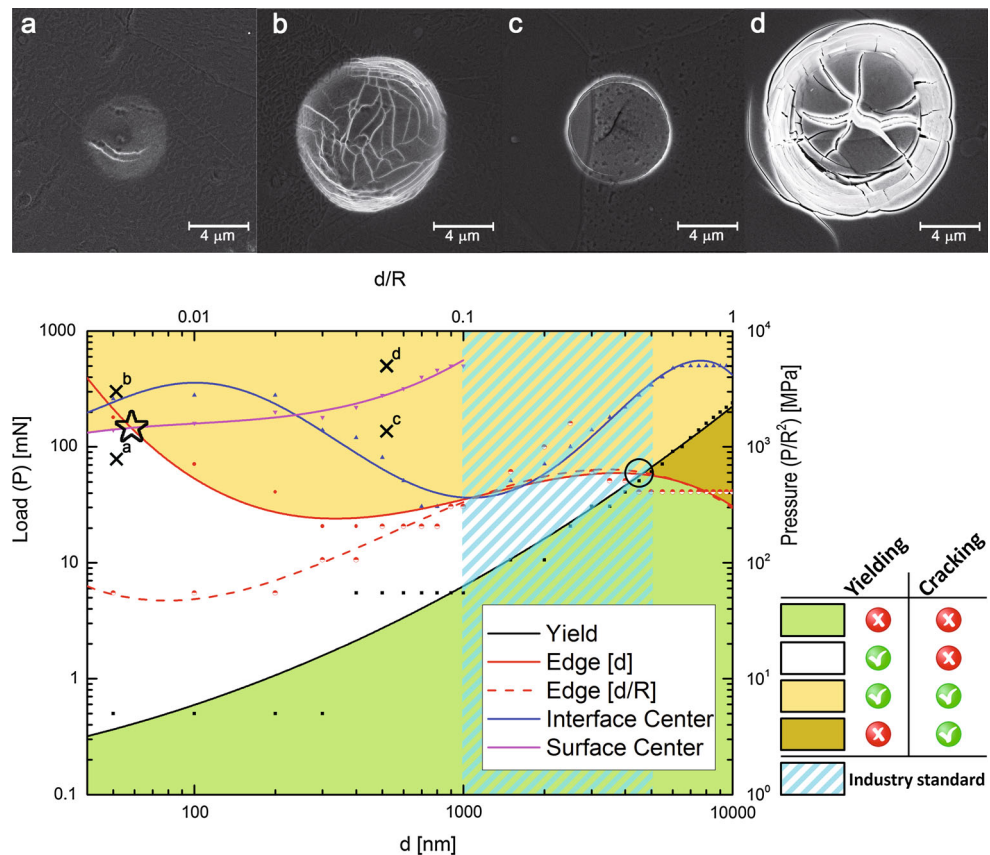 a b c d
4 μm 4 μm 4 μm 4 μm
d/R
0.01 0.1 1
1000 10⁴
b d
c
a
100 10³
10 10²
1 10¹
0.1 10⁰
Load (P) [mN]
Pressure (P/R²) [MPa]
Yield
Edge [d]
Edge [d/R]
Interface Center
Surface Center
100 1000 10000
d [nm]
Yielding Cracking
Industry standard